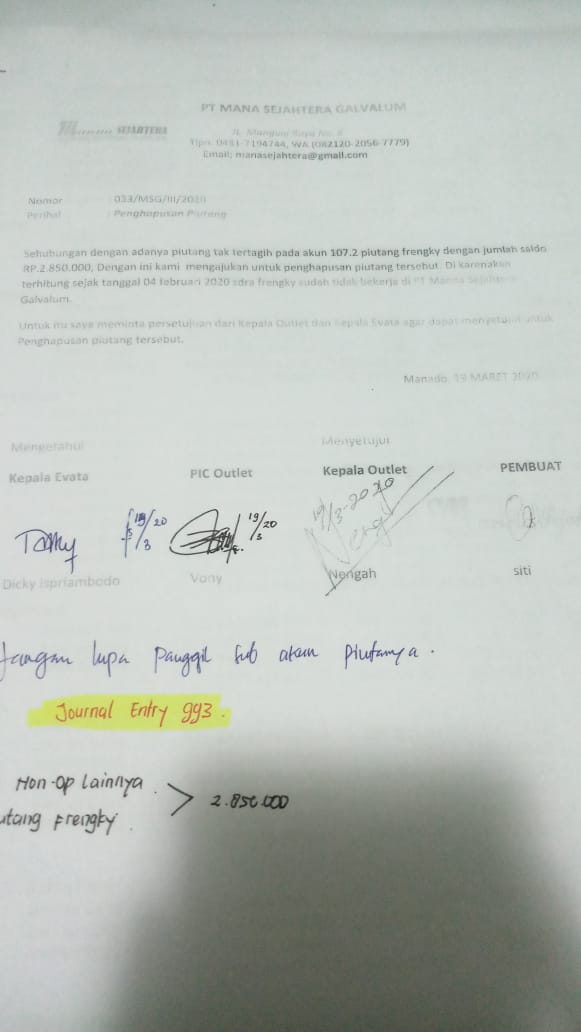 PT MANA SEJAHTERA GALVALUM
SEJAHTERA
JL. Mangunj Raya No. 8
Tlpn. 0431-7194744, WA (082120-2056-7779)
Email; manasejahtera@gmail.com
Nomor : 033/MSG/III/2020
Perihal : Penghapusan Piutang
Sehubungan dengan adanya piutang tak tertagih pada akun 107.2 piutang frengky dengan jumlah saldo
RP.2.850.000, Dengan ini kami mengajukan untuk penghapusan piutang tersebut. Di karenakan
terhitung sejak tanggal 04 februari 2020 sdra frengky sudah tidak bekerja di PT Manna Sejahtera
Galvalum.
Untuk itu saya meminta persetujuan dari Kepala Outlet dan Kepala Evata agar dapat menyetujui untuk
Penghapusan piutang tersebut.
Manado, 19 MARET 2020
Mengetahui Menyetujui
Kepala Evata PIC Outlet Kepala Outlet PEMBUAT
19/3/20 19/3/20 19/3-2020
Dicky Ispriambodo Vony Nengah siti
Jangan lupa Panggil sub akun Piutannya.
Journal Entry 993.
Non-Op Lainnya.
utang Frengky. > 2.850.000